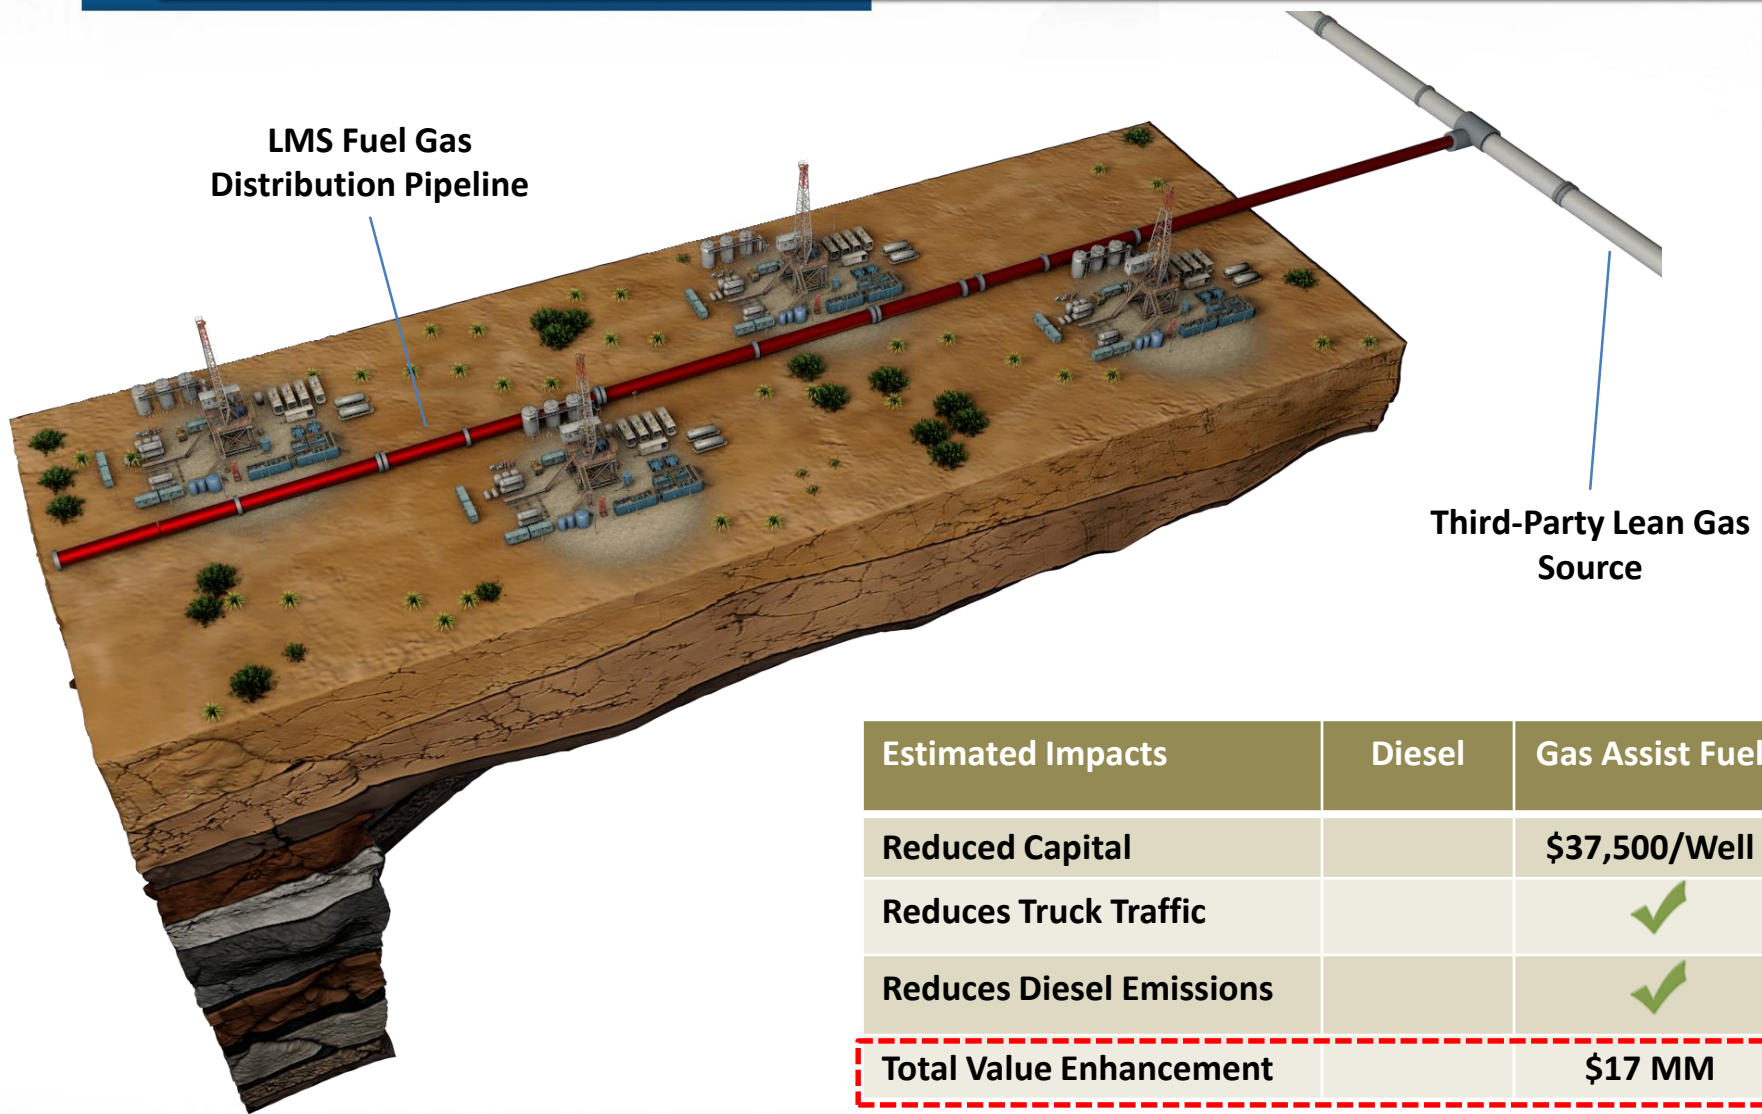 LMS Fuel Gas
Distribution Pipeline
Third-Party Lean Gas
Source
Estimated Impacts Diesel Gas Assist Fuel
Reduced Capital $37,500/Well
Reduces Truck Traffic
Reduces Diesel Emissions
Total Value Enhancement $17 MM